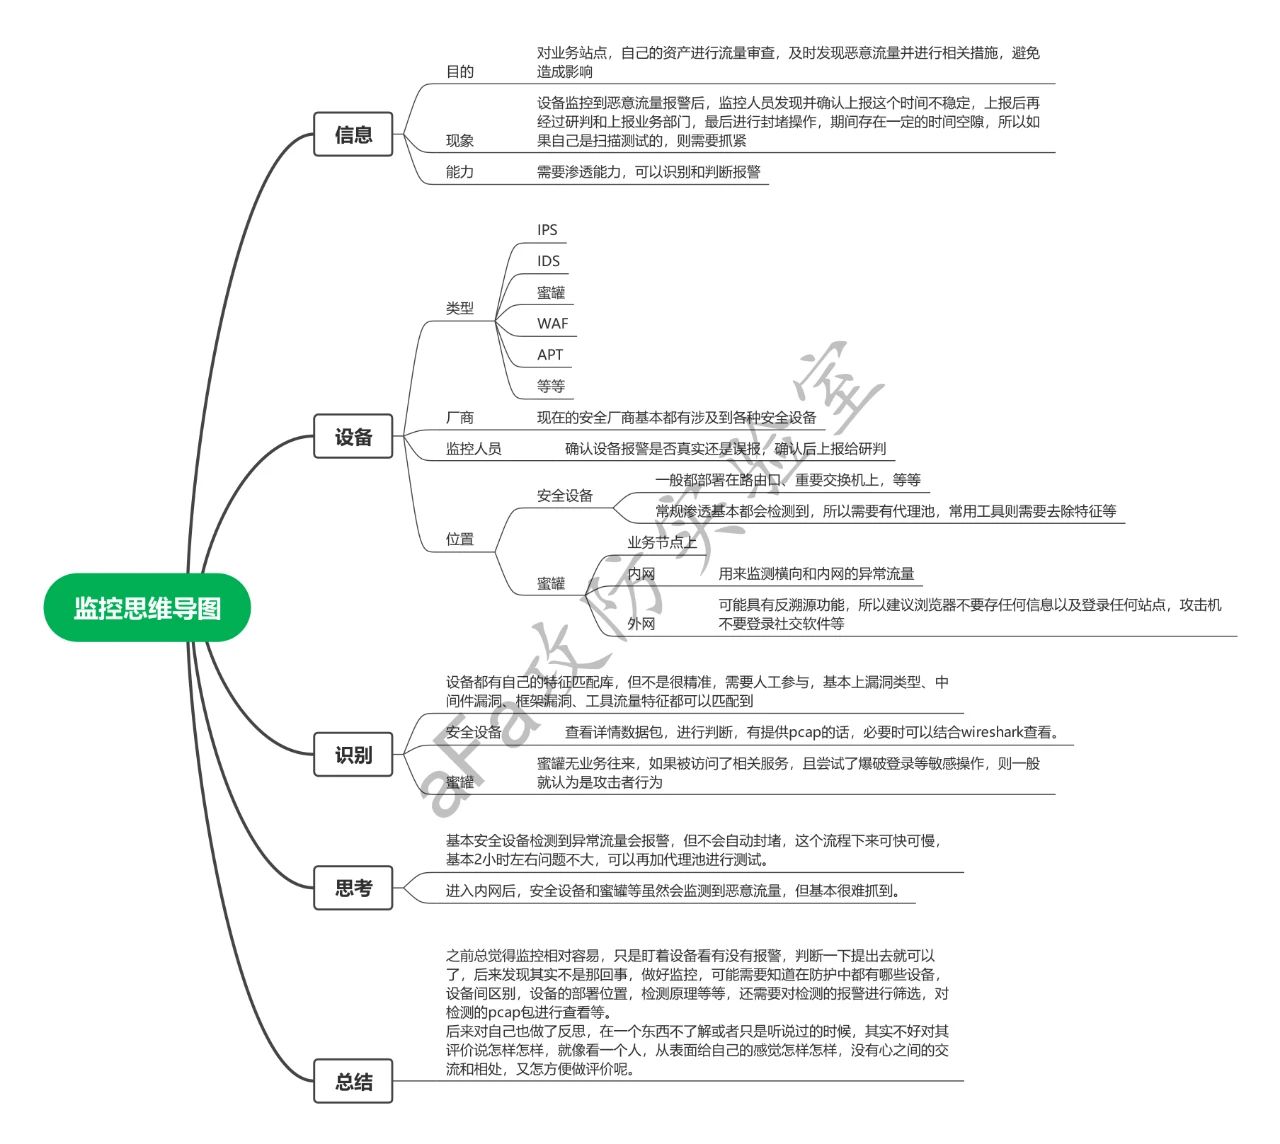 监控思维导图
信息
目的
对业务站点，自己的资产进行流量审查，及时发现恶意流量并进行相关措施，避免
造成影响
现象
设备监控到恶意流量报警后，监控人员发现并确认上报这个时间不稳定，上报后再
经过研判和上报业务部门，最后进行封堵操作，期间存在一定的时间空隙，所以如
果自己是扫描测试的，则需要抓紧
能力
需要渗透能力，可以识别和判断报警
设备
类型
IPS
IDS
蜜罐
WAF
APT
等等
厂商
现在的安全厂商基本都有涉及到各种安全设备
监控人员
确认设备报警是否真实还是误报，确认后上报给研判
位置
安全设备
一般都部署在路由口、重要交换机上，等等
常规渗透基本都会检测到，所以需要有代理池，常用工具则需要去除特征等
蜜罐
业务节点上
内网
用来监测横向和内网的异常流量
外网
可能具有反溯源功能，所以建议浏览器不要存任何信息以及登录任何站点，攻击机
不要登录社交软件等
识别
设备都有自己的特征匹配库，但不是很精准，需要人工参与，基本上漏洞类型、中
间件漏洞、框架漏洞、工具流量特征都可以匹配到
安全设备
查看详情数据包，进行判断，有提供pcap的话，必要时可以结合wireshark查看。
蜜罐
蜜罐无业务往来，如果被访问了相关服务，且尝试了爆破登录等敏感操作，则一般
就认为是攻击者行为
思考
基本安全设备检测到异常流量会报警，但不会自动封堵，这个流程下来可快可慢，
基本2小时左右问题不大，可以再加代理池进行测试。
进入内网后，安全设备和蜜罐等虽然会监测到恶意流量，但基本很难抓到。
总结
之前总觉得监控相对容易，只是盯着设备看有没有报警，判断一下提出去就可以
了，后来发现其实不是那回事，做好监控，可能需要知道在防护中都有哪些设备，
设备间区别，设备的部署位置，检测原理等等，还需要对检测的报警进行筛选，对
检测的pcap包进行查看等。
后来对自己也做了反思，在一个东西不了解或者只是听说过的时候，其实不好对其
评价说怎样怎样，就像看一个人，从表面给自己的感觉怎样怎样，没有心之间的交
流和相处，又怎方便做评价呢。
aFa攻防实验室